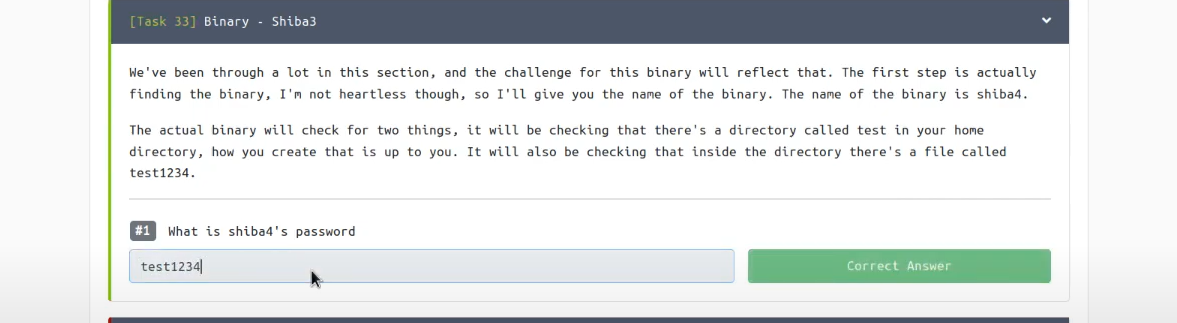 [Task 33] Binary - Shiba3
We've been through a lot in this section, and the challenge for this binary will reflect that. The first step is actually
finding the binary, I'm not heartless though, so I'll give you the name of the binary. The name of the binary is shiba4.
The actual binary will check for two things, it will be checking that there's a directory called test in your home
directory, how you create that is up to you. It will also be checking that inside the directory there's a file called
test1234.
#1 What is shiba4's password
test1234 Correct Answer